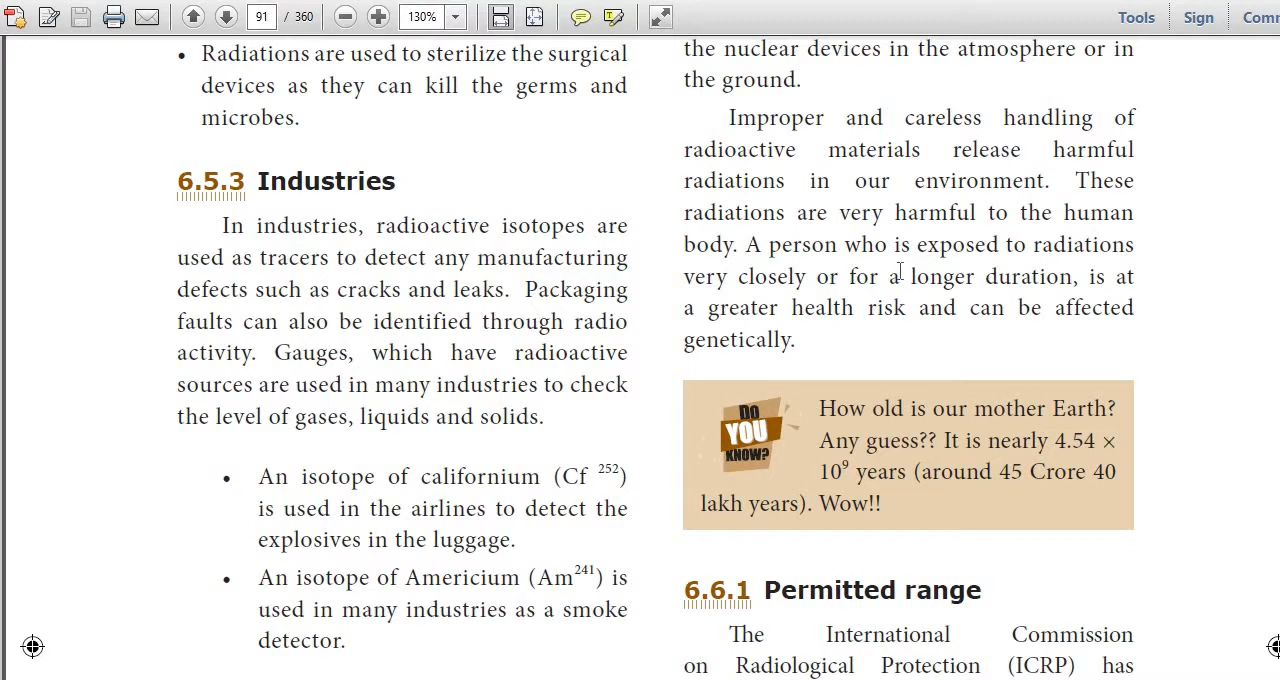 91 / 360 130% Tools Sign Comm
• Radiations are used to sterilize the surgical
devices as they can kill the germs and
microbes.
6.5.3 Industries
In industries, radioactive isotopes are
used as tracers to detect any manufacturing
defects such as cracks and leaks. Packaging
faults can also be identified through radio
activity. Gauges, which have radioactive
sources are used in many industries to check
the level of gases, liquids and solids.
• An isotope of californium (Cf ²⁵²)
is used in the airlines to detect the
explosives in the luggage.
• An isotope of Americium (Am²⁴¹) is
used in many industries as a smoke
detector.
the nuclear devices in the atmosphere or in
the ground.
Improper and careless handling of
radioactive materials release harmful
radiations in our environment. These
radiations are very harmful to the human
body. A person who is exposed to radiations
very closely or for a longer duration, is at
a greater health risk and can be affected
genetically.
DO
YOU
KNOW?
How old is our mother Earth?
Any guess?? It is nearly 4.54 ×
10⁹ years (around 45 Crore 40
lakh years). Wow!!
6.6.1 Permitted range
The International Commission
on Radiological Protection (ICRP) has